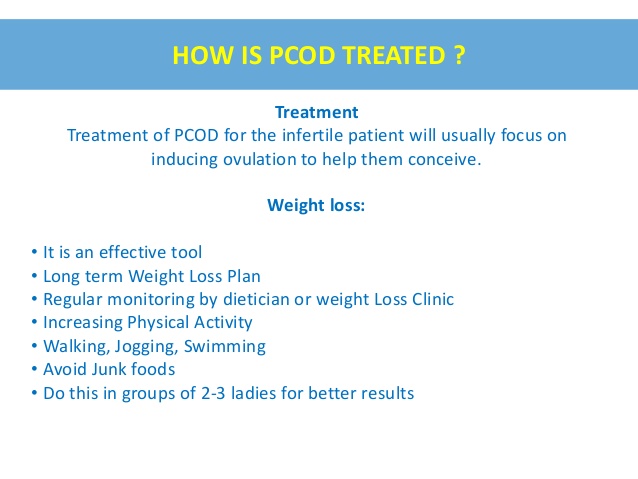 HOW IS PCOD TREATED ?
Treatment
Treatment of PCOD for the infertile patient will usually focus on
inducing ovulation to help them conceive.
Weight loss:
• It is an effective tool
• Long term Weight Loss Plan
• Regular monitoring by dietician or weight Loss Clinic
• Increasing Physical Activity
• Walking, Jogging, Swimming
• Avoid Junk foods
• Do this in groups of 2-3 ladies for better results